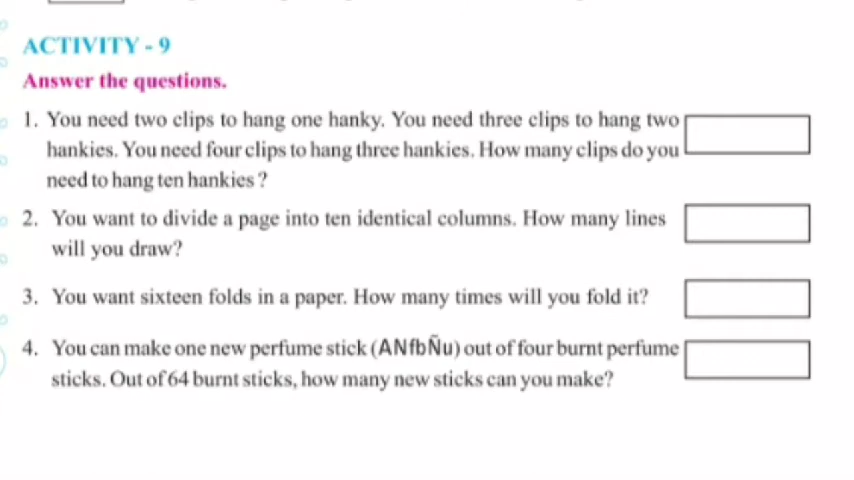 ACTIVITY - 9
Answer the questions.
1. You need two clips to hang one hanky. You need three clips to hang two
hankies. You need four clips to hang three hankies. How many clips do you
need to hang ten hankies ?
2. You want to divide a page into ten identical columns. How many lines
will you draw?
3. You want sixteen folds in a paper. How many times will you fold it?
4. You can make one new perfume stick (ANfbÑu) out of four burnt perfume
sticks. Out of 64 burnt sticks, how many new sticks can you make?